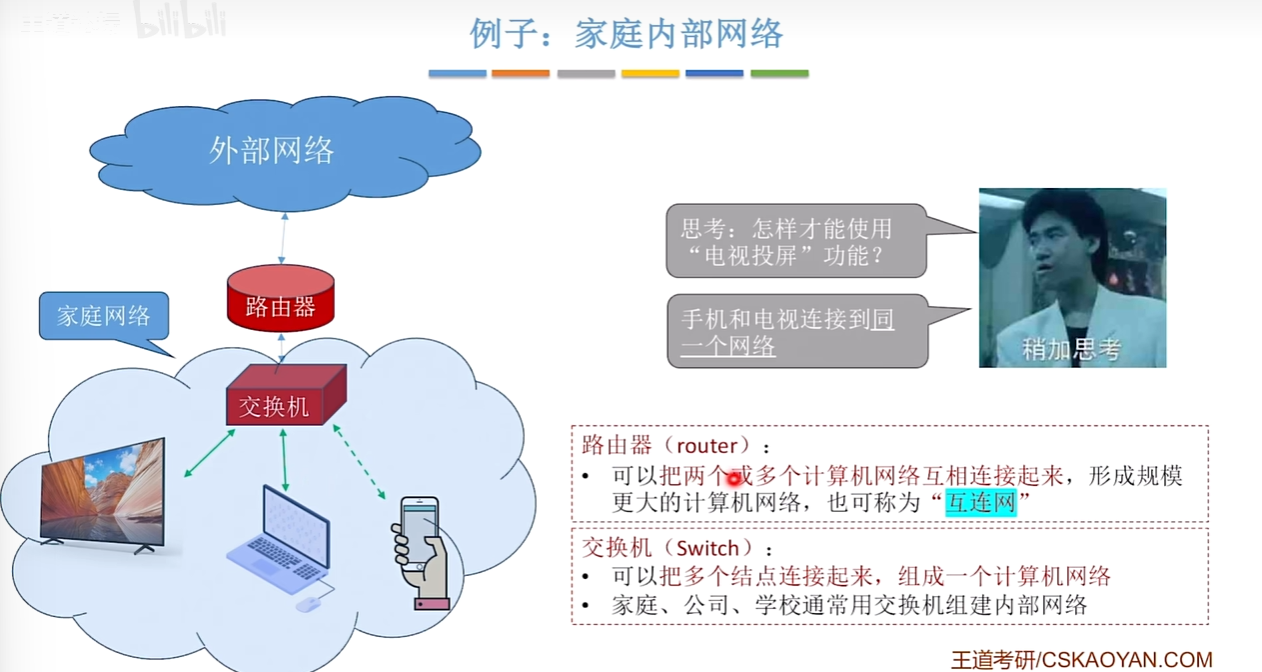 bilibili
例子：家庭内部网络
外部网络
思考：怎样才能使用
“电视投屏”功能？
路由器
家庭网络
手机和电视连接到同
一个网络
稍加思考
交换机
路由器（router）：
• 可以把两个或多个计算机网络互相连接起来，形成规模
更大的计算机网络，也可称为“互连网”
交换机（Switch）：
• 可以把多个结点连接起来，组成一个计算机网络
• 家庭、公司、学校通常用交换机组建内部网络
王道考研/CSKAOYAN.COM